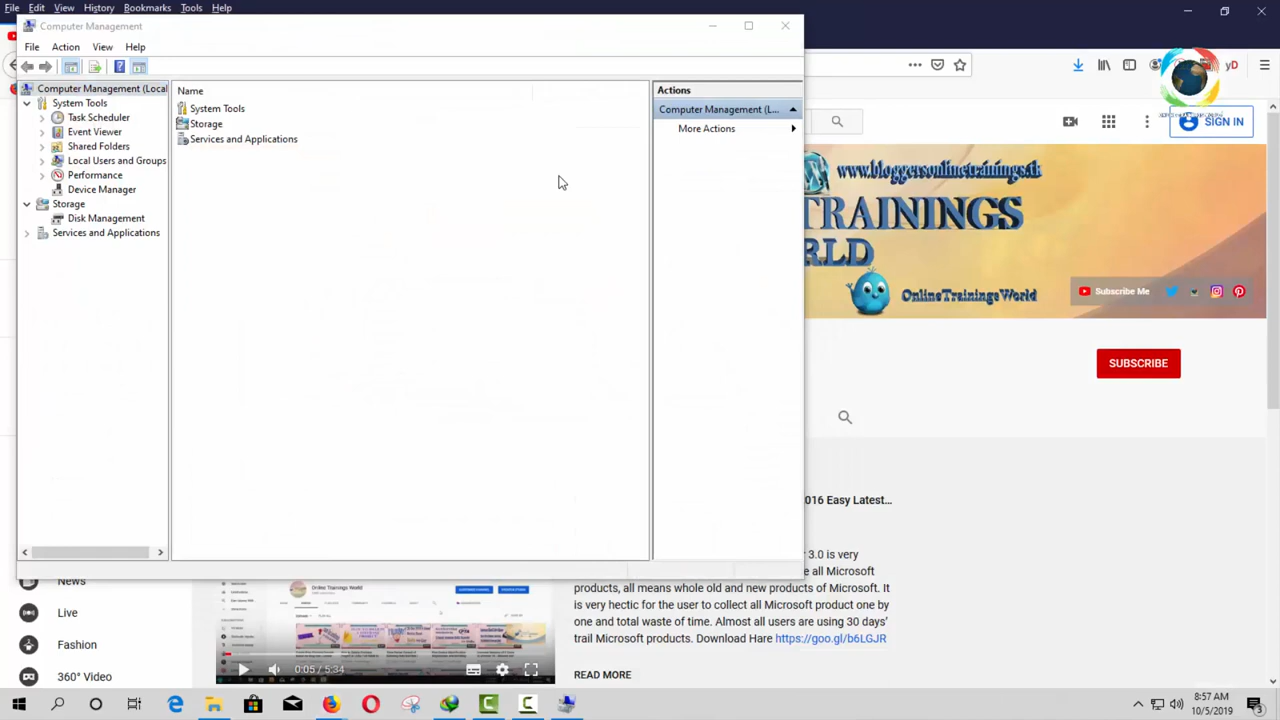 File Edit View History Bookmarks Tools Help
Computer Management
File Action View Help
Computer Management (Local
System Tools
Task Scheduler
Event Viewer
Shared Folders
Local Users and Groups
Performance
Device Manager
Storage
Disk Management
Services and Applications
Name
System Tools
Storage
Services and Applications
Actions
Computer Management (L...
More Actions
yD
SIGN IN
www.bloggersonlinetrainings.tk
TRAININGS
RLD
OnlineTrainingsWorld
Subscribe Me
SUBSCRIBE
016 Easy Latest...
r 3.0 is very
e all Microsoft
products, all means whole old and new products of Microsoft. It
is very hectic for the user to collect all Microsoft product one by
one and total waste of time. Almost all users are using 30 days'
trail Microsoft products. Download Hare https://goo.gl/b6LGJR
READ MORE
News
Live
Fashion
360° Video
Online Trainings World
0:05 / 5:34
8:57 AM
10/5/2019
3